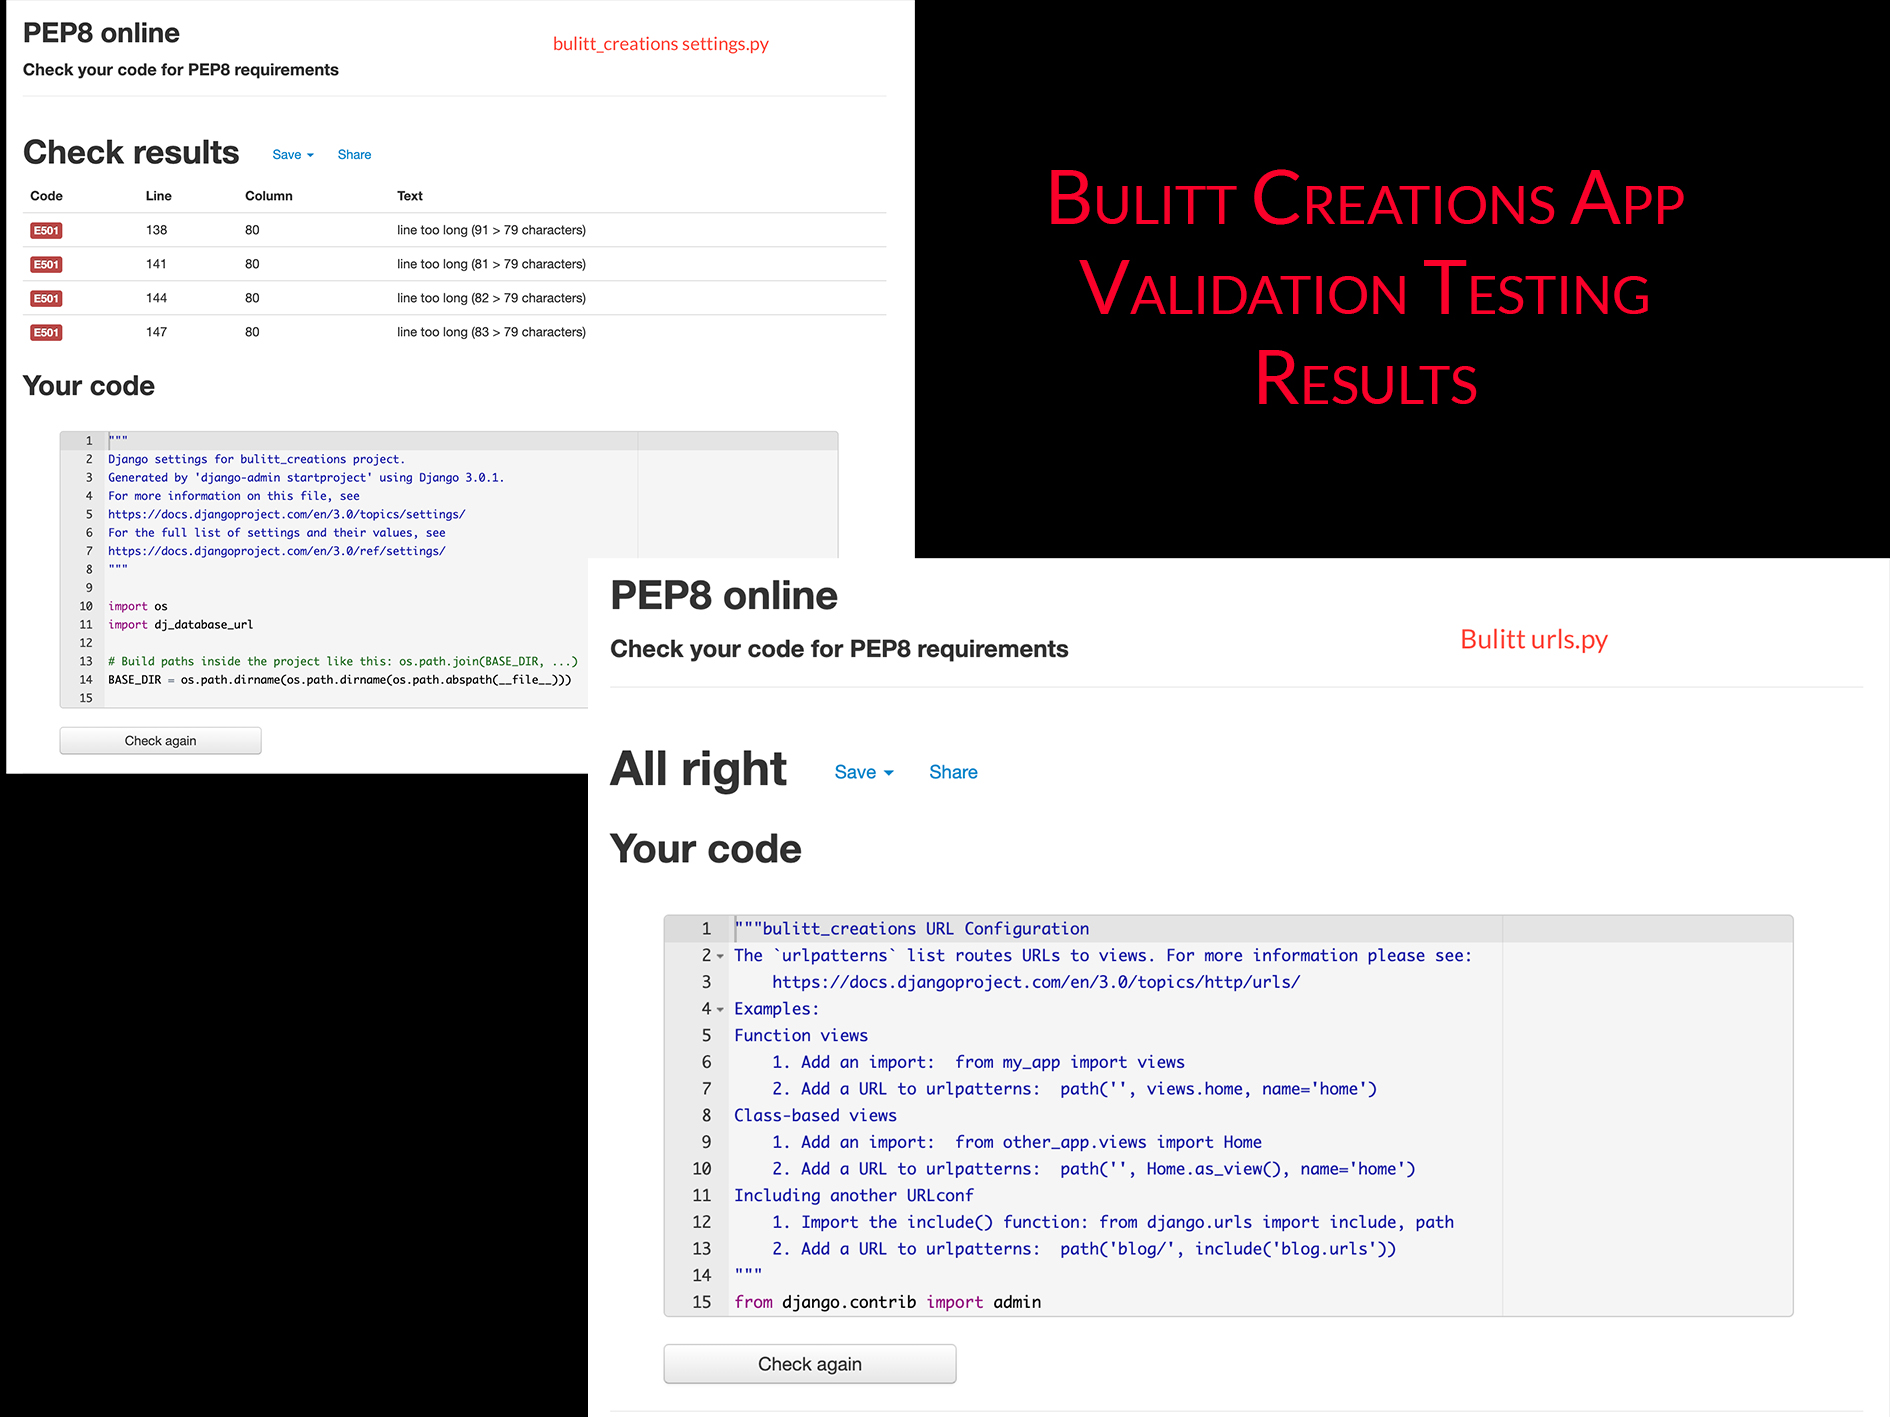 PEP8 online
bulitt_creations settings.py
Check your code for PEP8 requirements
Check results Save Share
Code Line Column Text
E501 138 80 line too long (91 > 79 characters)
E501 141 80 line too long (81 > 79 characters)
E501 144 80 line too long (82 > 79 characters)
E501 147 80 line too long (83 > 79 characters)
Your code
1 """
2 Django settings for bulitt_creations project.
3 Generated by 'django-admin startproject' using Django 3.0.1.
4 For more information on this file, see
5 https://docs.djangoproject.com/en/3.0/topics/settings/
6 For the full list of settings and their values, see
7 https://docs.djangoproject.com/en/3.0/ref/settings/
8 """
9
10 import os
11 import dj_database_url
12
13 # Build paths inside the project like this: os.path.join(BASE_DIR, ...)
14 BASE_DIR = os.path.dirname(os.path.dirname(os.path.abspath(__file__)))
15
Check again
Bulitt Creations App
Validation Testing
Results
PEP8 online
Bulitt urls.py
Check your code for PEP8 requirements
All right Save Share
Your code
1 """bulitt_creations URL Configuration
2 The `urlpatterns` list routes URLs to views. For more information please see:
3 https://docs.djangoproject.com/en/3.0/topics/http/urls/
4 Examples:
5 Function views
6 1. Add an import:  from my_app import views
7 2. Add a URL to urlpatterns:  path('', views.home, name='home')
8 Class-based views
9 1. Add an import:  from other_app.views import Home
10 2. Add a URL to urlpatterns:  path('', Home.as_view(), name='home')
11 Including another URLconf
12 1. Import the include() function: from django.urls import include, path
13 2. Add a URL to urlpatterns:  path('blog/', include('blog.urls'))
14 """
15 from django.contrib import admin
Check again